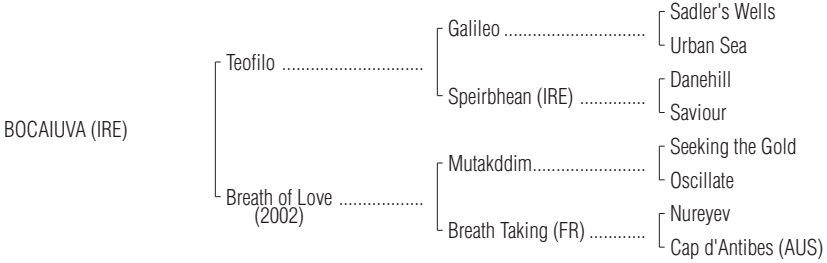 Sadler's Wells
Galileo ..................................
Urban Sea
Teofilo ..................................
Danehill
Speirbhean (IRE) ................
Saviour
BOCAIUVA (IRE)
Seeking the Gold
Mutakddim...........................
Oscillate
Breath of Love ....................
(2002)
Nureyev
Breath Taking (FR) .............
Cap d'Antibes (AUS)